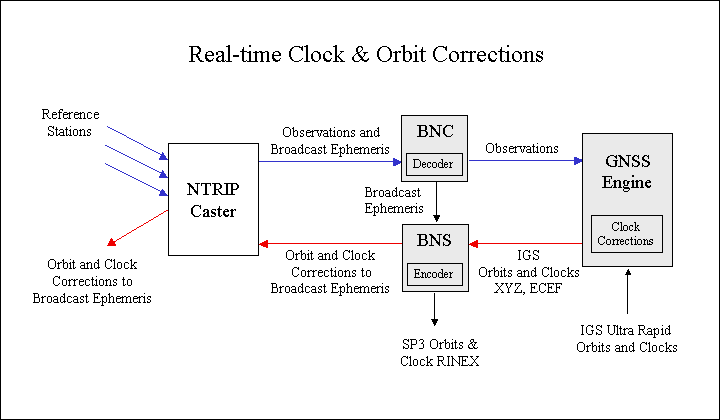 Real-time Clock & Orbit Corrections
Reference
Stations
NTRIP
Caster
Observations and
Broadcast Ephemeris
BNC
Decoder
Observations
GNSS
Engine
Clock
Corrections
Broadcast
Ephemeris
BNS
Encoder
Orbit and Clock
Corrections to
Broadcast Ephemeris
IGS
Orbits and Clocks
XYZ, ECEF
Orbit and Clock
Corrections to
Broadcast Ephemeris
SP3 Orbits &
Clock RINEX
IGS Ultra Rapid
Orbits and Clocks